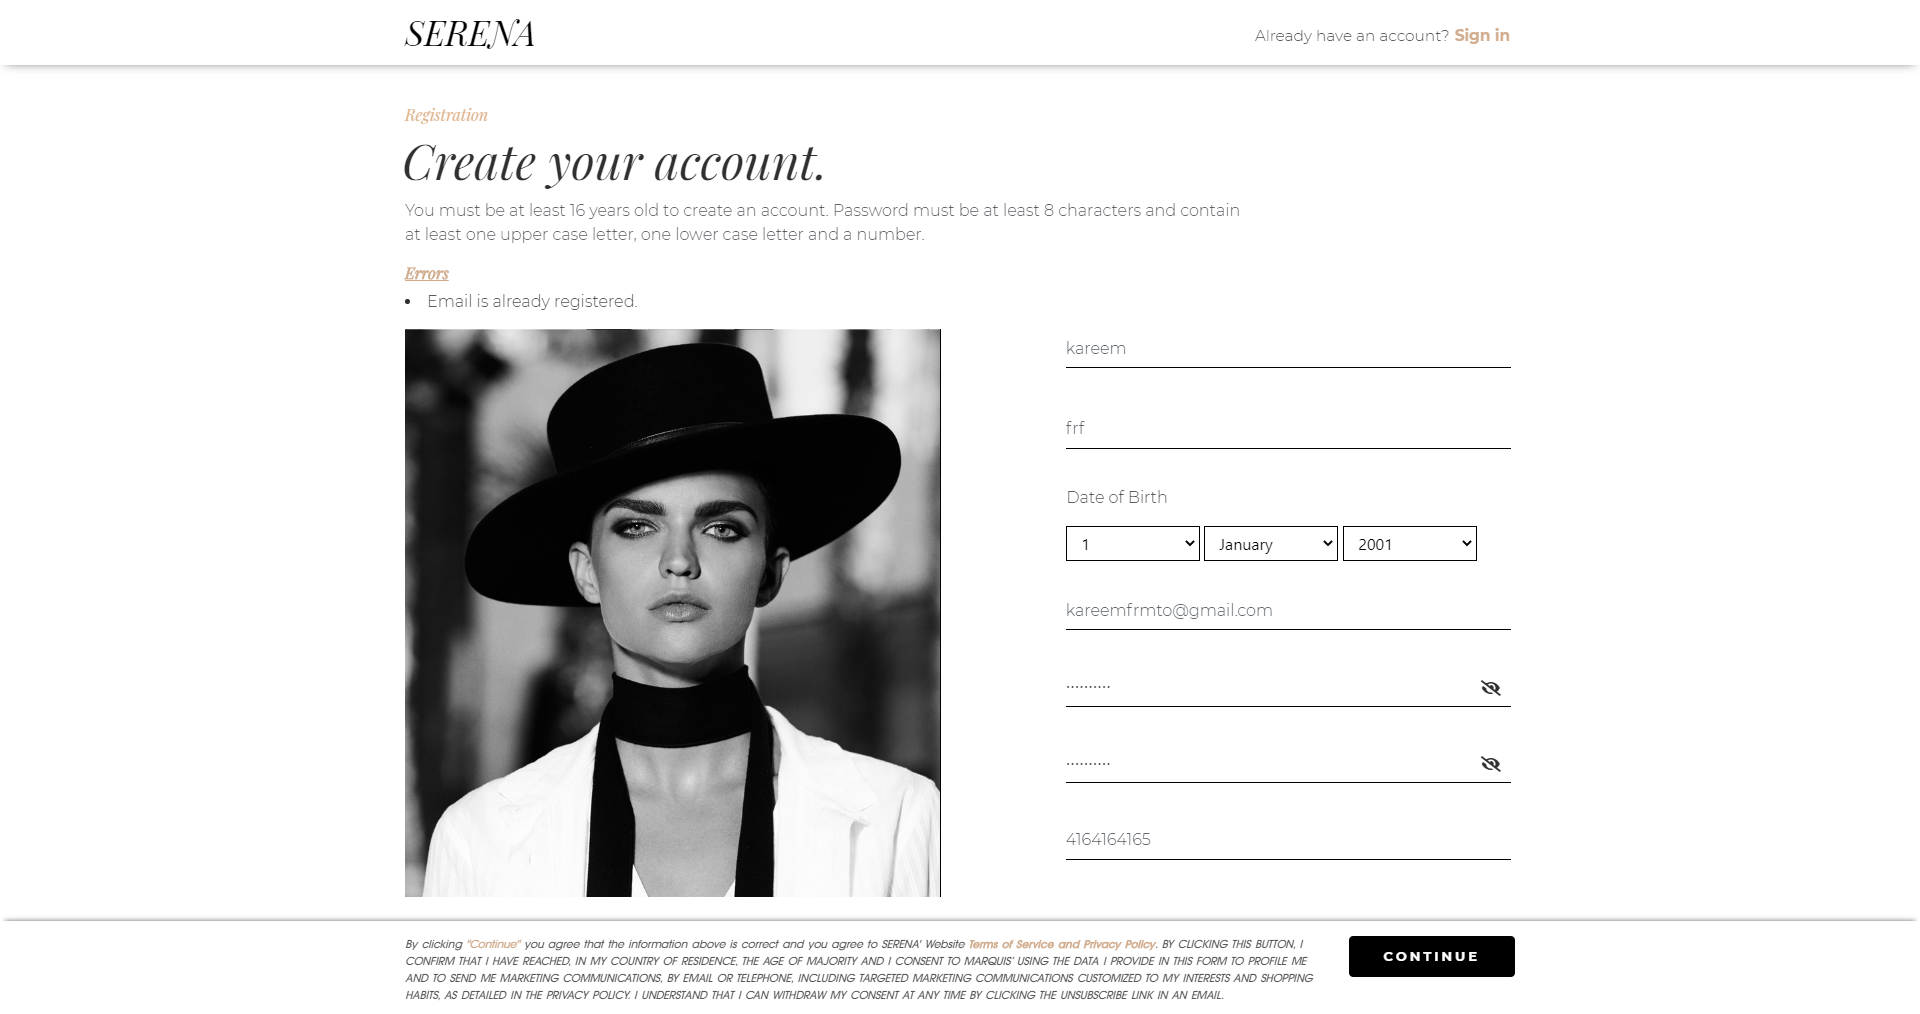 SERENA
Already have an account? Sign in
Registration
Create your account.
You must be at least 16 years old to create an account. Password must be at least 8 characters and contain
at least one upper case letter, one lower case letter and a number.
Errors
• Email is already registered.
kareem
frf
Date of Birth
1 January 2001
kareemfrmto@gmail.com
••••••••••
••••••••••
4164164165
By clicking "Continue" you agree that the information above is correct and you agree to SERENA' Website Terms of Service and Privacy Policy. BY CLICKING THIS BUTTON, I
CONFIRM THAT I HAVE REACHED, IN MY COUNTRY OF RESIDENCE, THE AGE OF MAJORITY AND I CONSENT TO MARQUIS' USING THE DATA I PROVIDE IN THIS FORM TO PROFILE ME
AND TO SEND ME MARKETING COMMUNICATIONS, BY EMAIL OR TELEPHONE, INCLUDING TARGETED MARKETING COMMUNICATIONS CUSTOMIZED TO MY INTERESTS AND SHOPPING
HABITS, AS DETAILED IN THE PRIVACY POLICY. I UNDERSTAND THAT I CAN WITHDRAW MY CONSENT AT ANY TIME BY CLICKING THE UNSUBSCRIBE LINK IN AN EMAIL.
CONTINUE